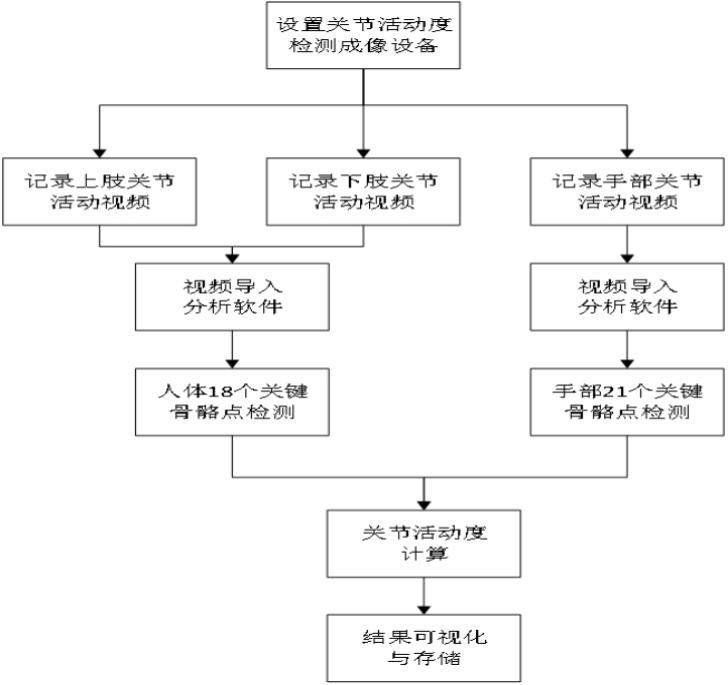 设置关节活动度
检测成像设备
记录上肢关节
活动视频
记录下肢关节
活动视频
记录手部关节
活动视频
视频导入
分析软件
视频导入
分析软件
人体18个关键
骨骼点检测
手部21个关键
骨骼点检测
关节活动度
计算
结果可视化
与存储